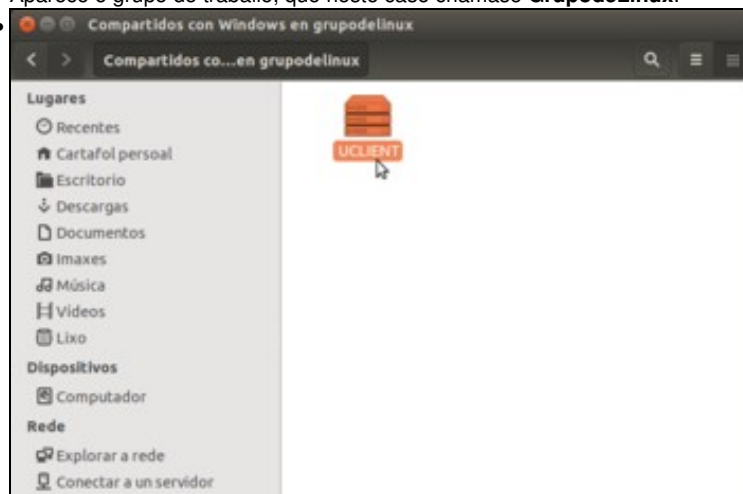 Aparece o grupo de traballo, que neste caso chámase GrupodeLinux.
Compartidos con Windows en grupodelinux
Compartidos co...en grupodelinux
Lugares
Recentes
Cartafol persoal
Escritorio
Descargas
Documentos
Imaxes
Música
Vídeos
Lixo
Dispositivos
Computador
Rede
Explorar a rede
Conectar a un servidor
UCLIENT